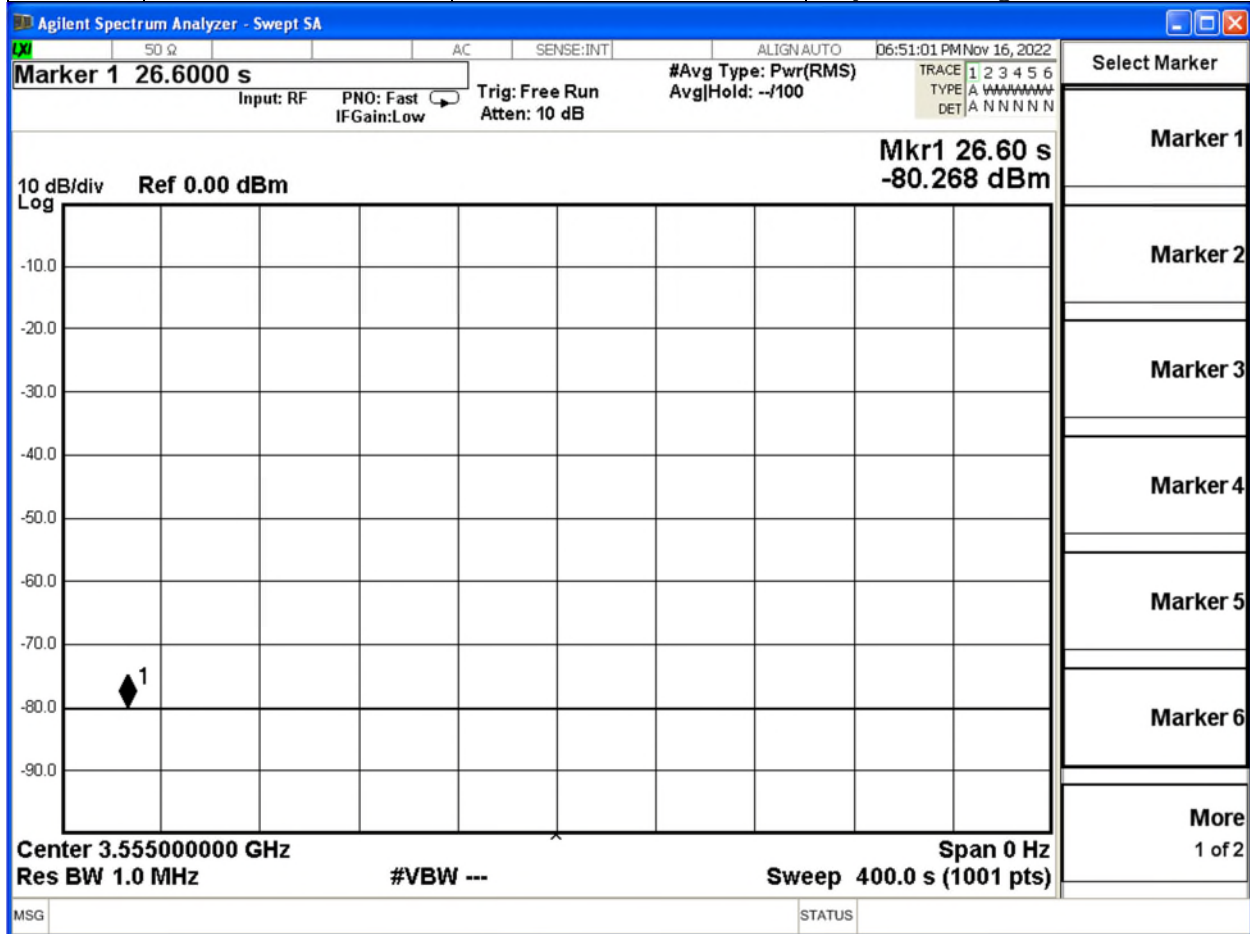 Agilent Spectrum Analyzer - Swept SA
LXI 50 Ω AC SENSE:INT ALIGN AUTO 06:51:01 PM Nov 16, 2022
Marker 1 26.6000 s
Input: RF PNO: Fast
IFGain:Low
Trig: Free Run
Atten: 10 dB
#Avg Type: Pwr(RMS)
Avg|Hold: --/100
TRACE 1 2 3 4 5 6
TYPE A WWWWW
DET A N N N N N
Mkr1 26.60 s
-80.268 dBm
10 dB/div Ref 0.00 dBm
Log
-10.0
-20.0
-30.0
-40.0
-50.0
-60.0
-70.0
1
-80.0
-90.0
Center 3.555000000 GHz Span 0 Hz
Res BW 1.0 MHz #VBW --- Sweep 400.0 s (1001 pts)
MSG STATUS
Select Marker
Marker 1
Marker 2
Marker 3
Marker 4
Marker 5
Marker 6
More
1 of 2